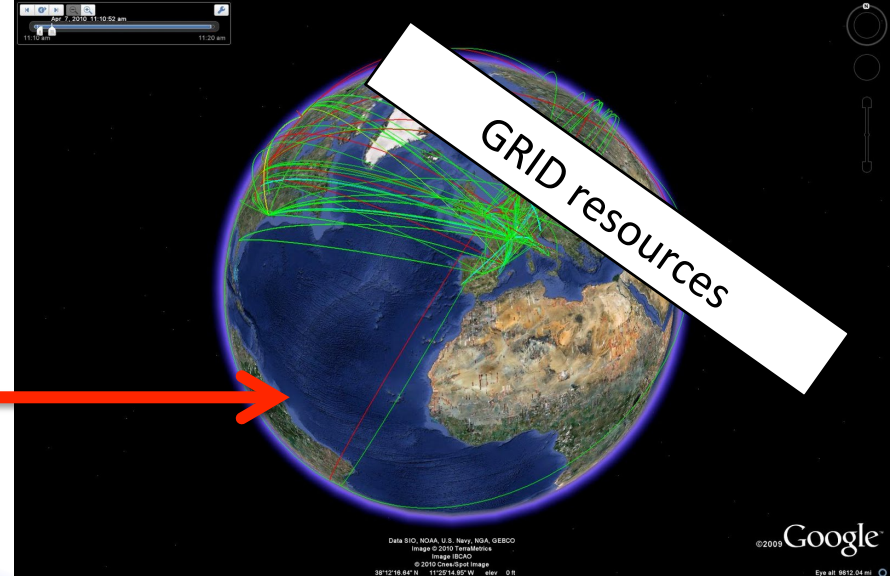 Apr 7, 2010 11:10:52 am
11:10 am
11:20 am
N
GRID resources
Data SIO, NOAA, U.S. Navy, NGA, GEBCO
Image © 2010 TerraMetrics
Image IBCAO
© 2010 Cnes/Spot Image
38°12'16.64" N 11°25'14.95" W elev 0 ft
©2009 Google
Eye alt 9812.04 mi